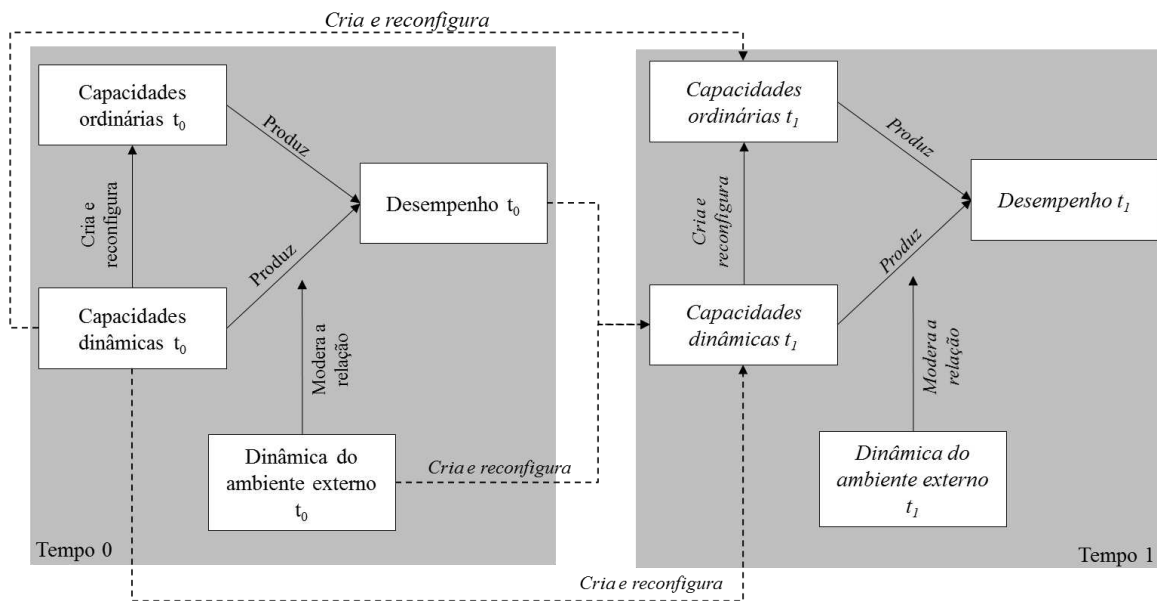 Cria e reconfigura
Capacidades
ordinárias t0
Produz
Cria e
reconfigura
Desempenho t0
Produz
Capacidades
dinâmicas t0
Modera a
relação
Dinâmica do
ambiente externo
t0
Cria e reconfigura
Tempo 0
Cria e reconfigura
Capacidades
ordinárias t1
Produz
Cria e
reconfigura
Desempenho t1
Produz
Capacidades
dinâmicas t1
Modera a
relação
Dinâmica do
ambiente externo
t1
Tempo 1